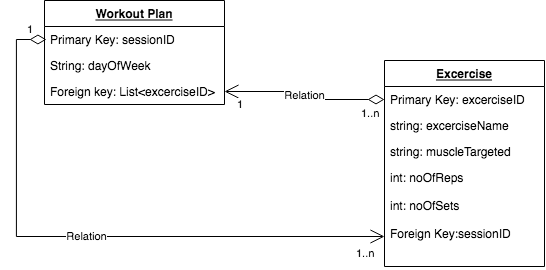 Workout Plan
1
Primary Key: sessionID
String: dayOfWeek
Foreign key: List<excerciseID>
1
Relation
1..n
Excercise
Primary Key: excerciseID
string: excerciseName
string: muscleTargeted
int: noOfReps
int: noOfSets
Foreign Key:sessionID
Relation
1..n